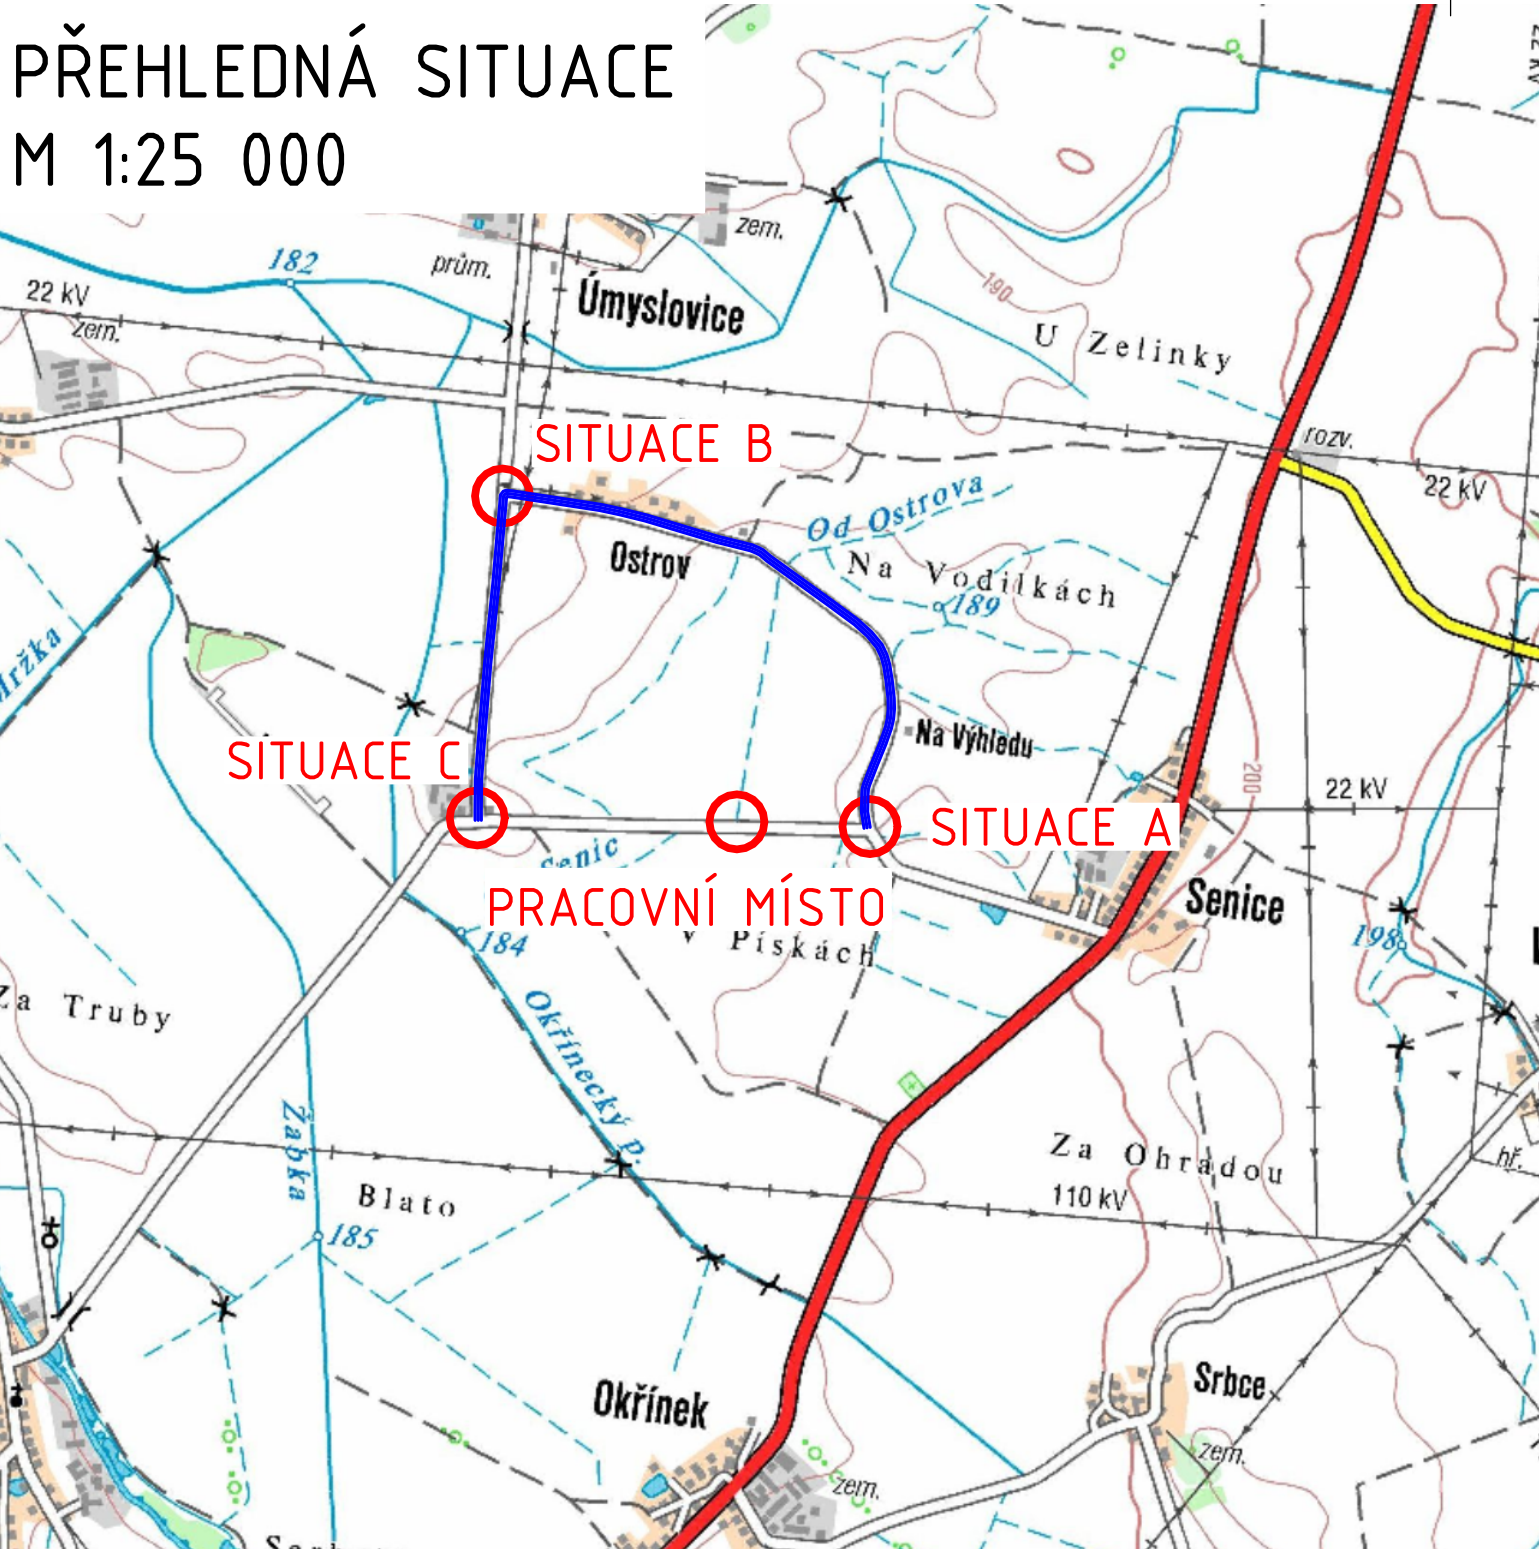 PŘEHLEDNÁ SITUACE
M 1:25 000
zem.
182
prům.
22 kV
zem.
Úmyslovice
190
U Zelinky
rozv.
SITUACE B
22 kV
Od Ostrova
Ostrov
Na Vodilkách
189
Mržka
Na Výhledu
SITUACE C
200
22 kV
SITUACE A
Senic
PRACOVNÍ MÍSTO
Senice
V Pískách
184
198
Za Truby
Okřínecký P.
Žabka
Za Ohradou
hř.
110 kV
Blato
185
Srbce
Okřínek
zem.
zem.